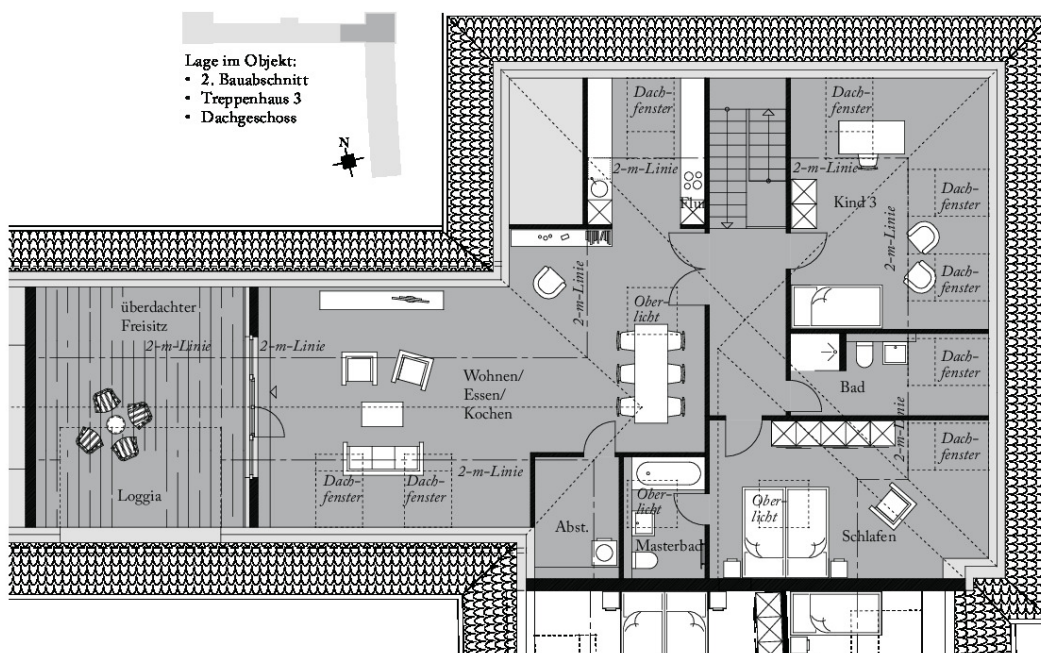 Lage im Objekt:
• 2. Bauabschnitt
• Treppenhaus 3
• Dachgeschoss
N
Dach-
fenster
Dach-
fenster
2-m-Linie
2-m-Linie
Flur
Kind 3
Dach-
fenster
2-m-Linie
2-m-Linie
Dach-
fenster
überdachter
Freisitz
Ober-
licht
2-m-Linie
2-m-Linie
Dach-
fenster
Wohnen/
Essen/
Kochen
Bad
2-m-Linie
Dach-
fenster
2-m-Linie
Dach-
fenster
Dach-
fenster
Loggia
Ober-
licht
Ober-
licht
Abst.
Masterbad
Schlafen